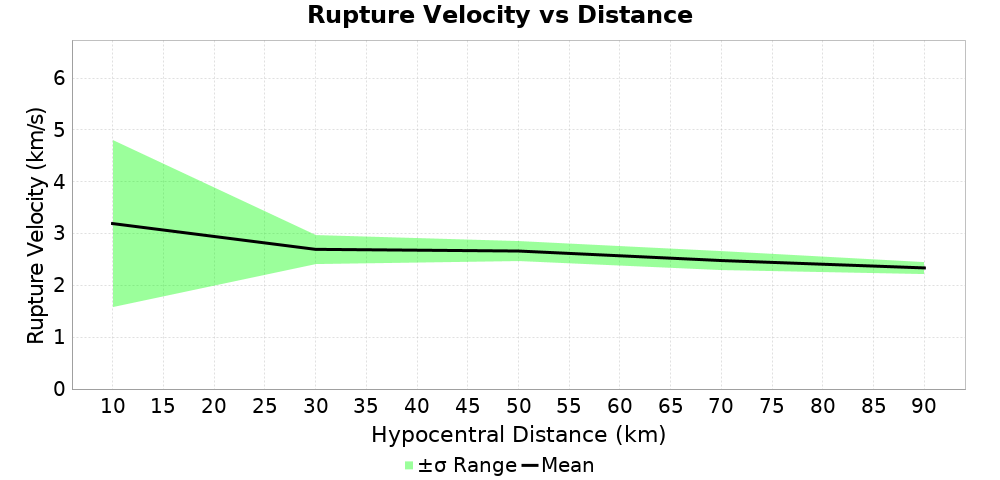 Rupture Velocity vs Distance
Rupture Velocity (km/s)
6
5
4
3
2
1
0
10 15 20 25 30 35 40 45 50 55 60 65 70 75 80 85 90
Hypocentral Distance (km)
±σ Range Mean